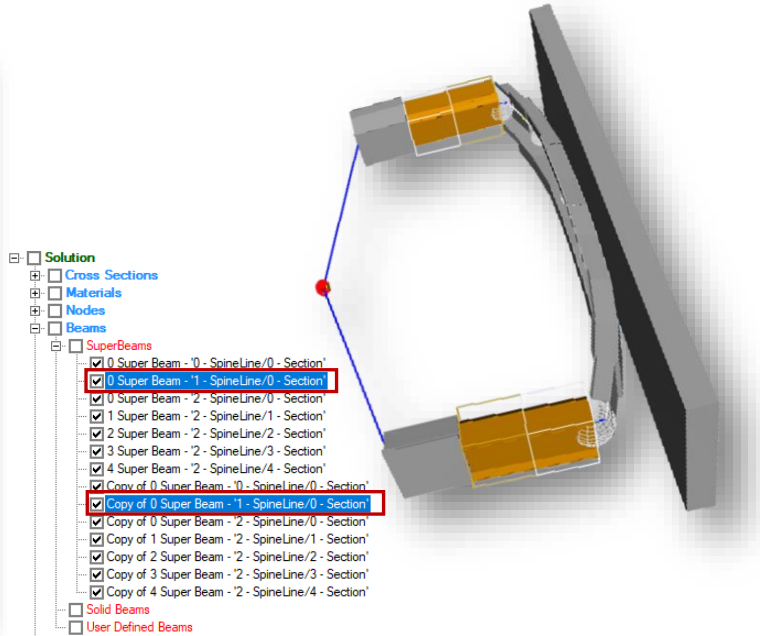 Solution
Cross Sections
Materials
Nodes
Beams
SuperBeams
0 Super Beam - '0 - SpineLine/0 - Section'
0 Super Beam - '1 - SpineLine/0 - Section'
0 Super Beam - '2 - SpineLine/0 - Section'
1 Super Beam - '2 - SpineLine/1 - Section'
2 Super Beam - '2 - SpineLine/2 - Section'
3 Super Beam - '2 - SpineLine/3 - Section'
4 Super Beam - '2 - SpineLine/4 - Section'
Copy of 0 Super Beam - '0 - SpineLine/0 - Section'
Copy of 0 Super Beam - '1 - SpineLine/0 - Section'
Copy of 0 Super Beam - '2 - SpineLine/0 - Section'
Copy of 1 Super Beam - '2 - SpineLine/1 - Section'
Copy of 2 Super Beam - '2 - SpineLine/2 - Section'
Copy of 3 Super Beam - '2 - SpineLine/3 - Section'
Copy of 4 Super Beam - '2 - SpineLine/4 - Section'
Solid Beams
User Defined Beams